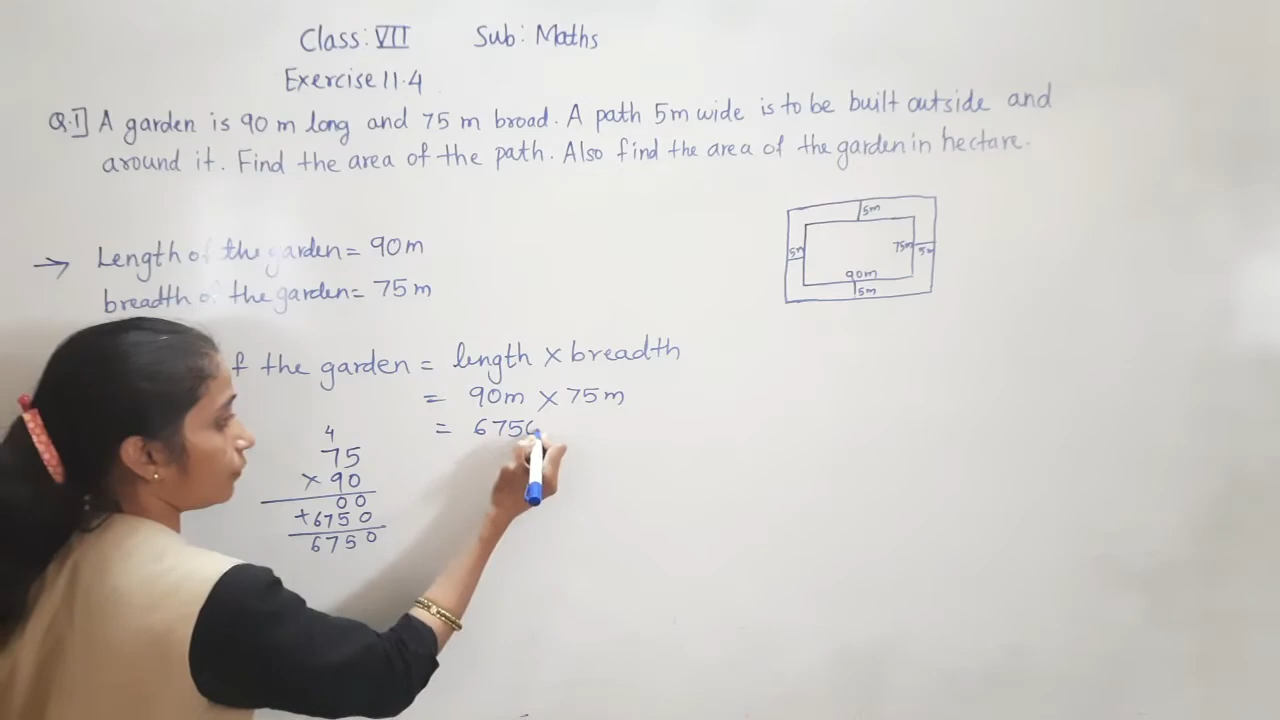 Class: VII Sub: Maths
Exercise 11.4
Q.1] A garden is 90 m long and 75 m broad. A path 5m wide is to be built outside and
around it. Find the area of the path. Also find the area of the garden in hectare.
5m
5m
75m
5m
90m
5m
→ Length of the garden = 90m
breadth of the garden = 75m
f the garden = length × breadth
= 90m × 75m
= 6750
4
75
× 90
00
+6750
6750